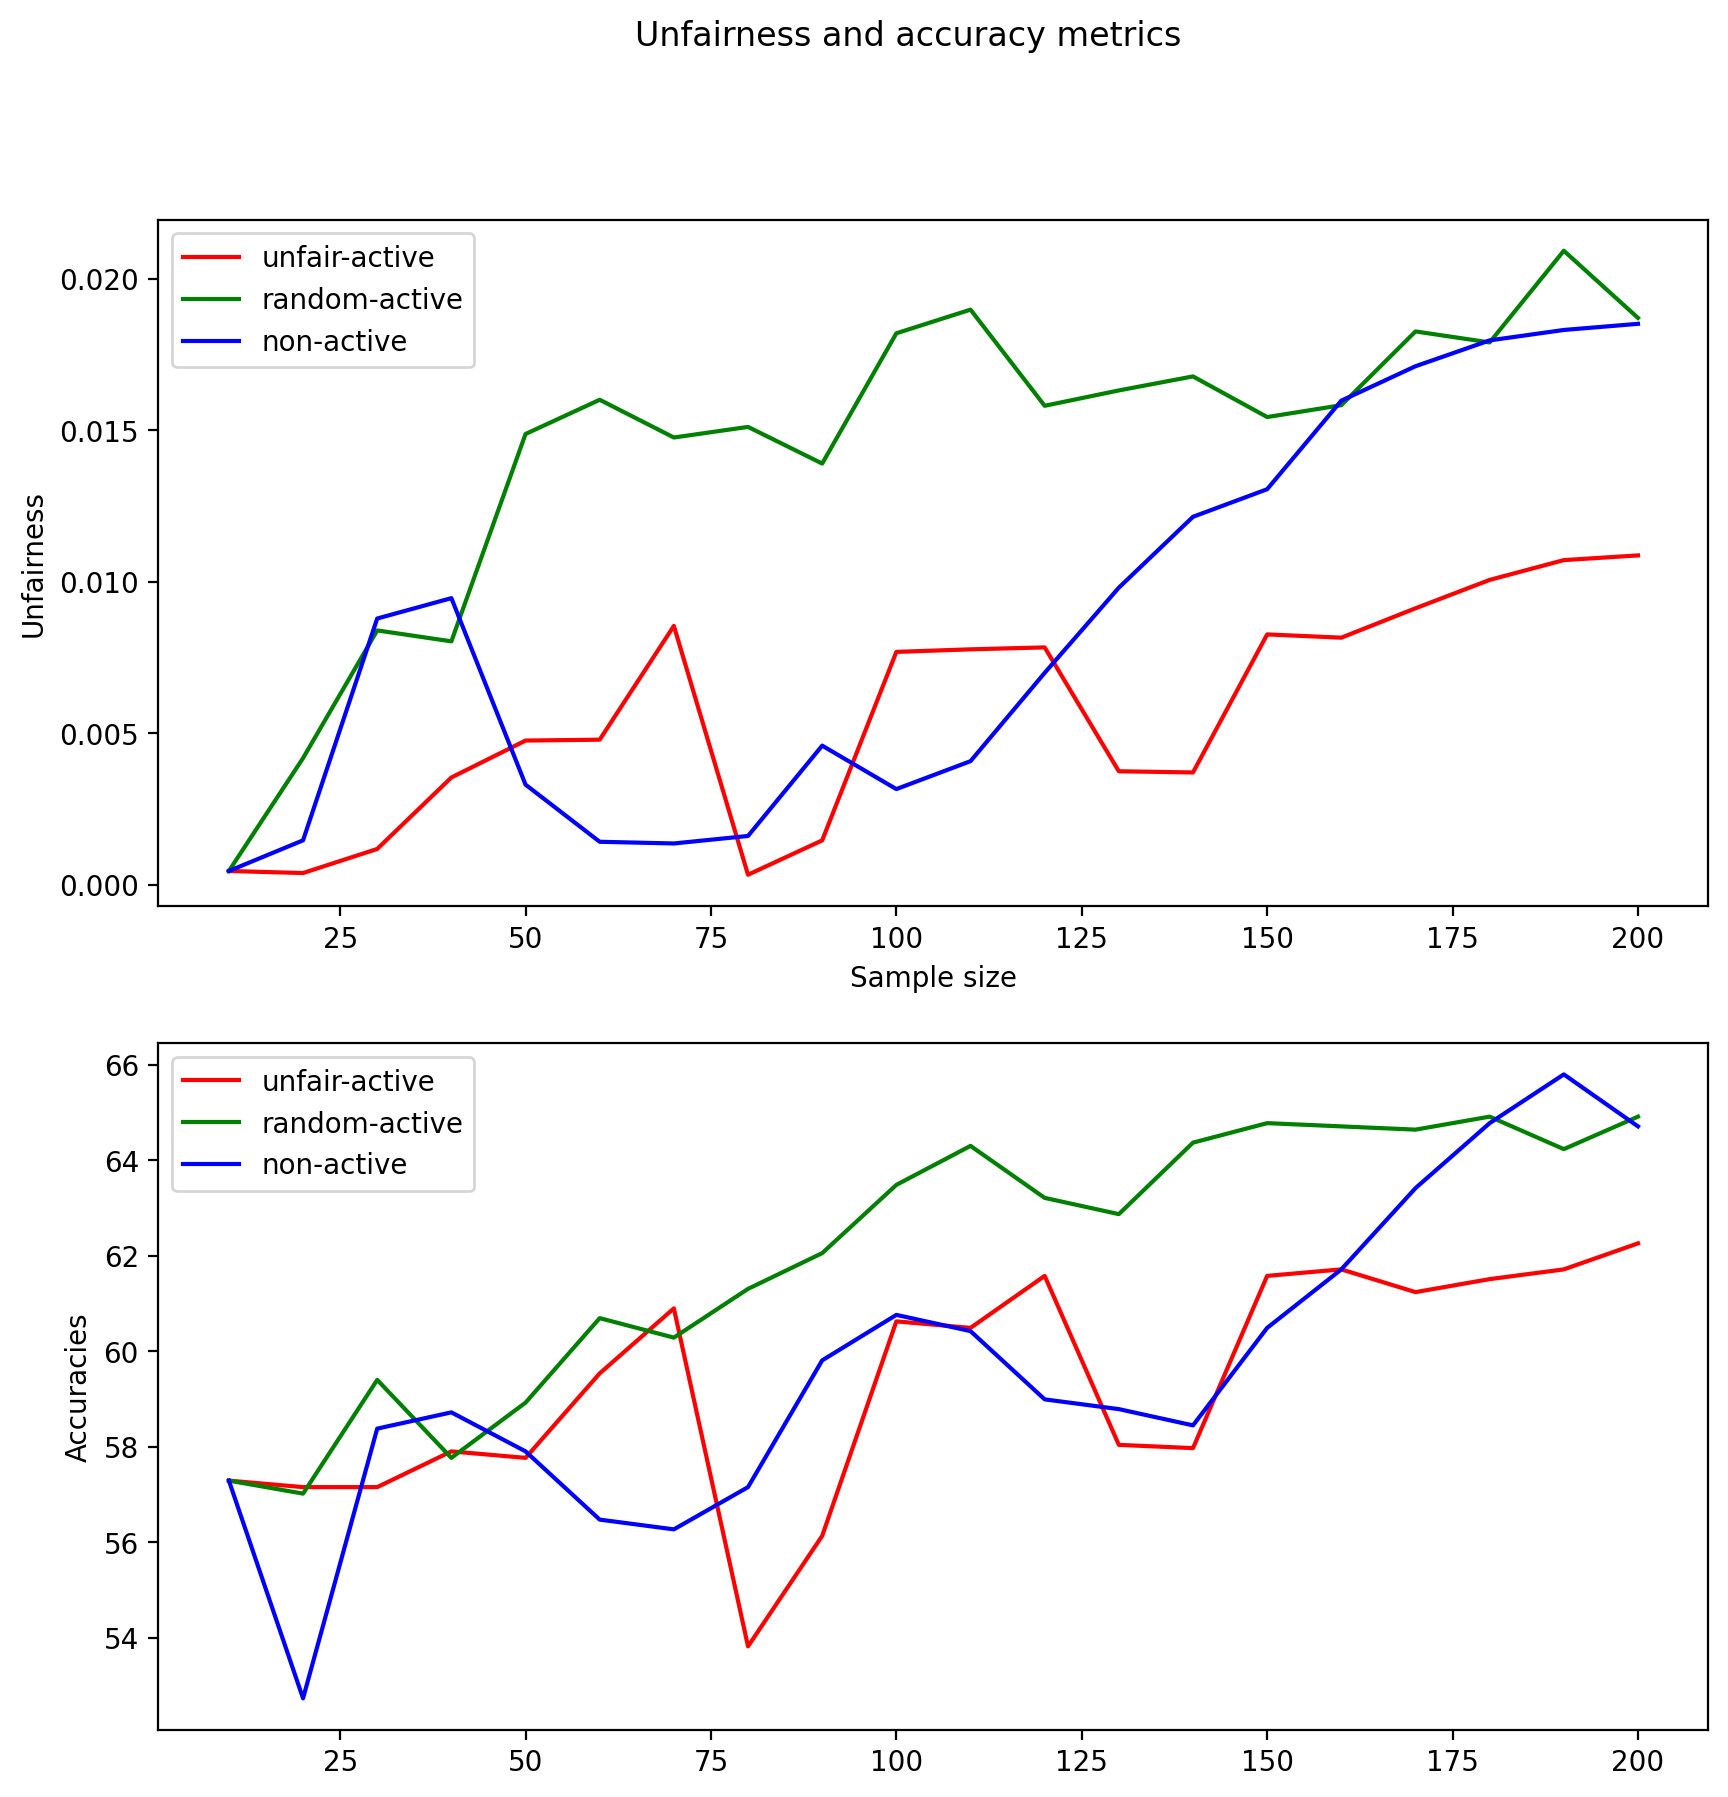 Unfairness and accuracy metrics
unfair-active
random-active
non-active
0.020
0.015
0.010
0.005
0.000
Unfairness
25 50 75 100 125 150 175 200
Sample size
unfair-active
random-active
non-active
66
64
62
60
58
56
54
Accuracies
25 50 75 100 125 150 175 200